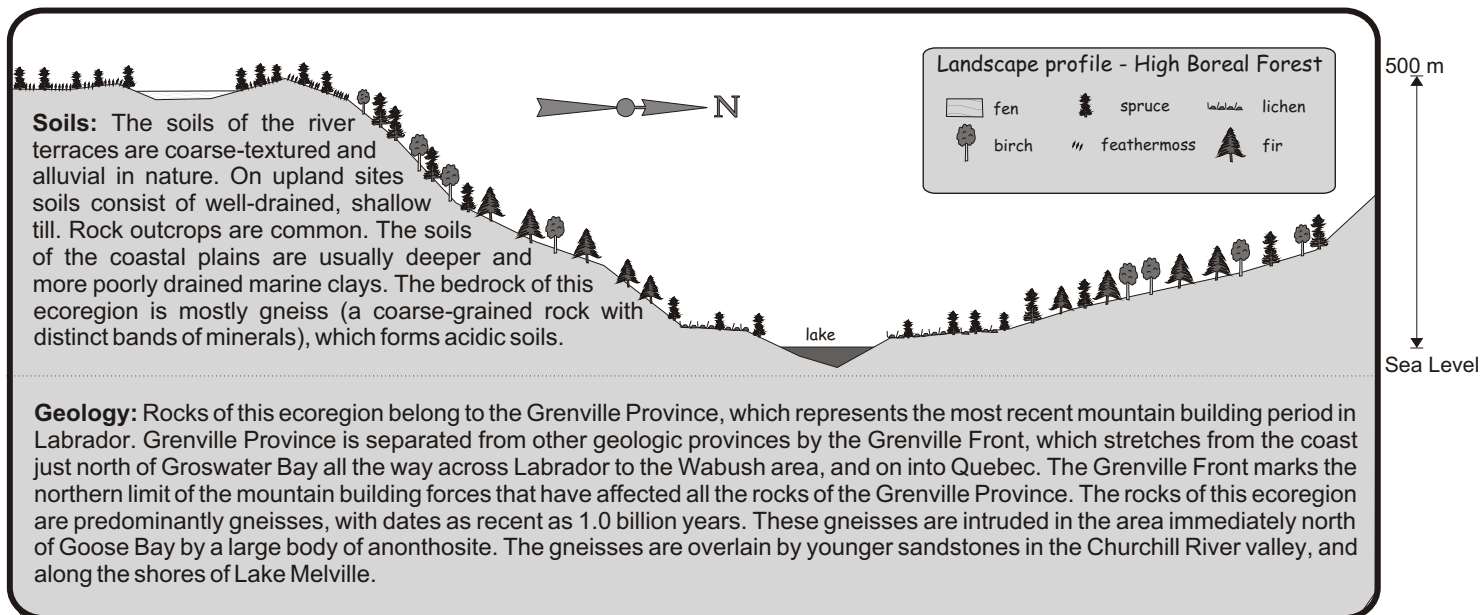 500 m
Landscape profile - High Boreal Forest
fen
spruce
lichen
birch
feathermoss
fir
N
Soils: The soils of the river
terraces are coarse-textured and
alluvial in nature. On upland sites
soils consist of well-drained, shallow
till. Rock outcrops are common. The soils
of the coastal plains are usually deeper and
more poorly drained marine clays. The bedrock of this
ecoregion is mostly gneiss (a coarse-grained rock with
distinct bands of minerals), which forms acidic soils.
lake
Sea Level
Geology: Rocks of this ecoregion belong to the Grenville Province, which represents the most recent mountain building period in
Labrador. Grenville Province is separated from other geologic provinces by the Grenville Front, which stretches from the coast
just north of Groswater Bay all the way across Labrador to the Wabush area, and on into Quebec. The Grenville Front marks the
northern limit of the mountain building forces that have affected all the rocks of the Grenville Province. The rocks of this ecoregion
are predominantly gneisses, with dates as recent as 1.0 billion years. These gneisses are intruded in the area immediately north
of Goose Bay by a large body of anonthosite. The gneisses are overlain by younger sandstones in the Churchill River valley, and
along the shores of Lake Melville.